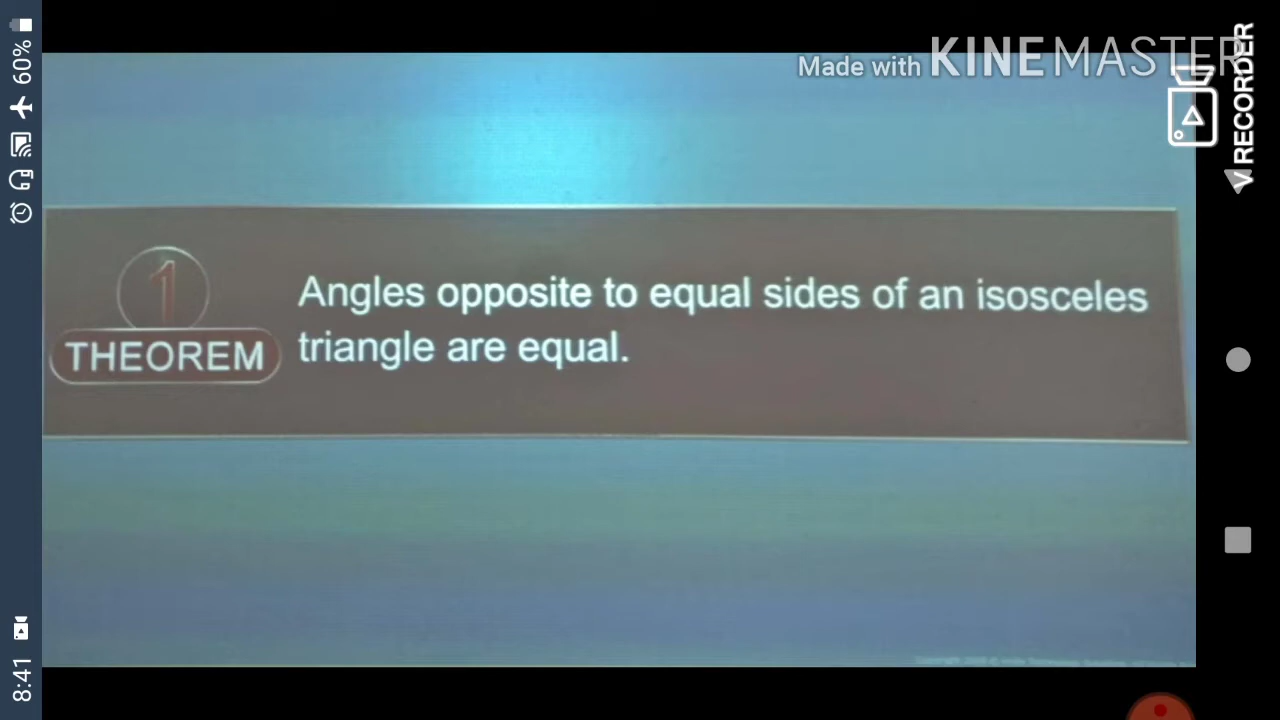 Made with KINEMASTER
VRECORDER
60%
1
THEOREM
Angles opposite to equal sides of an isosceles
triangle are equal.
8:41